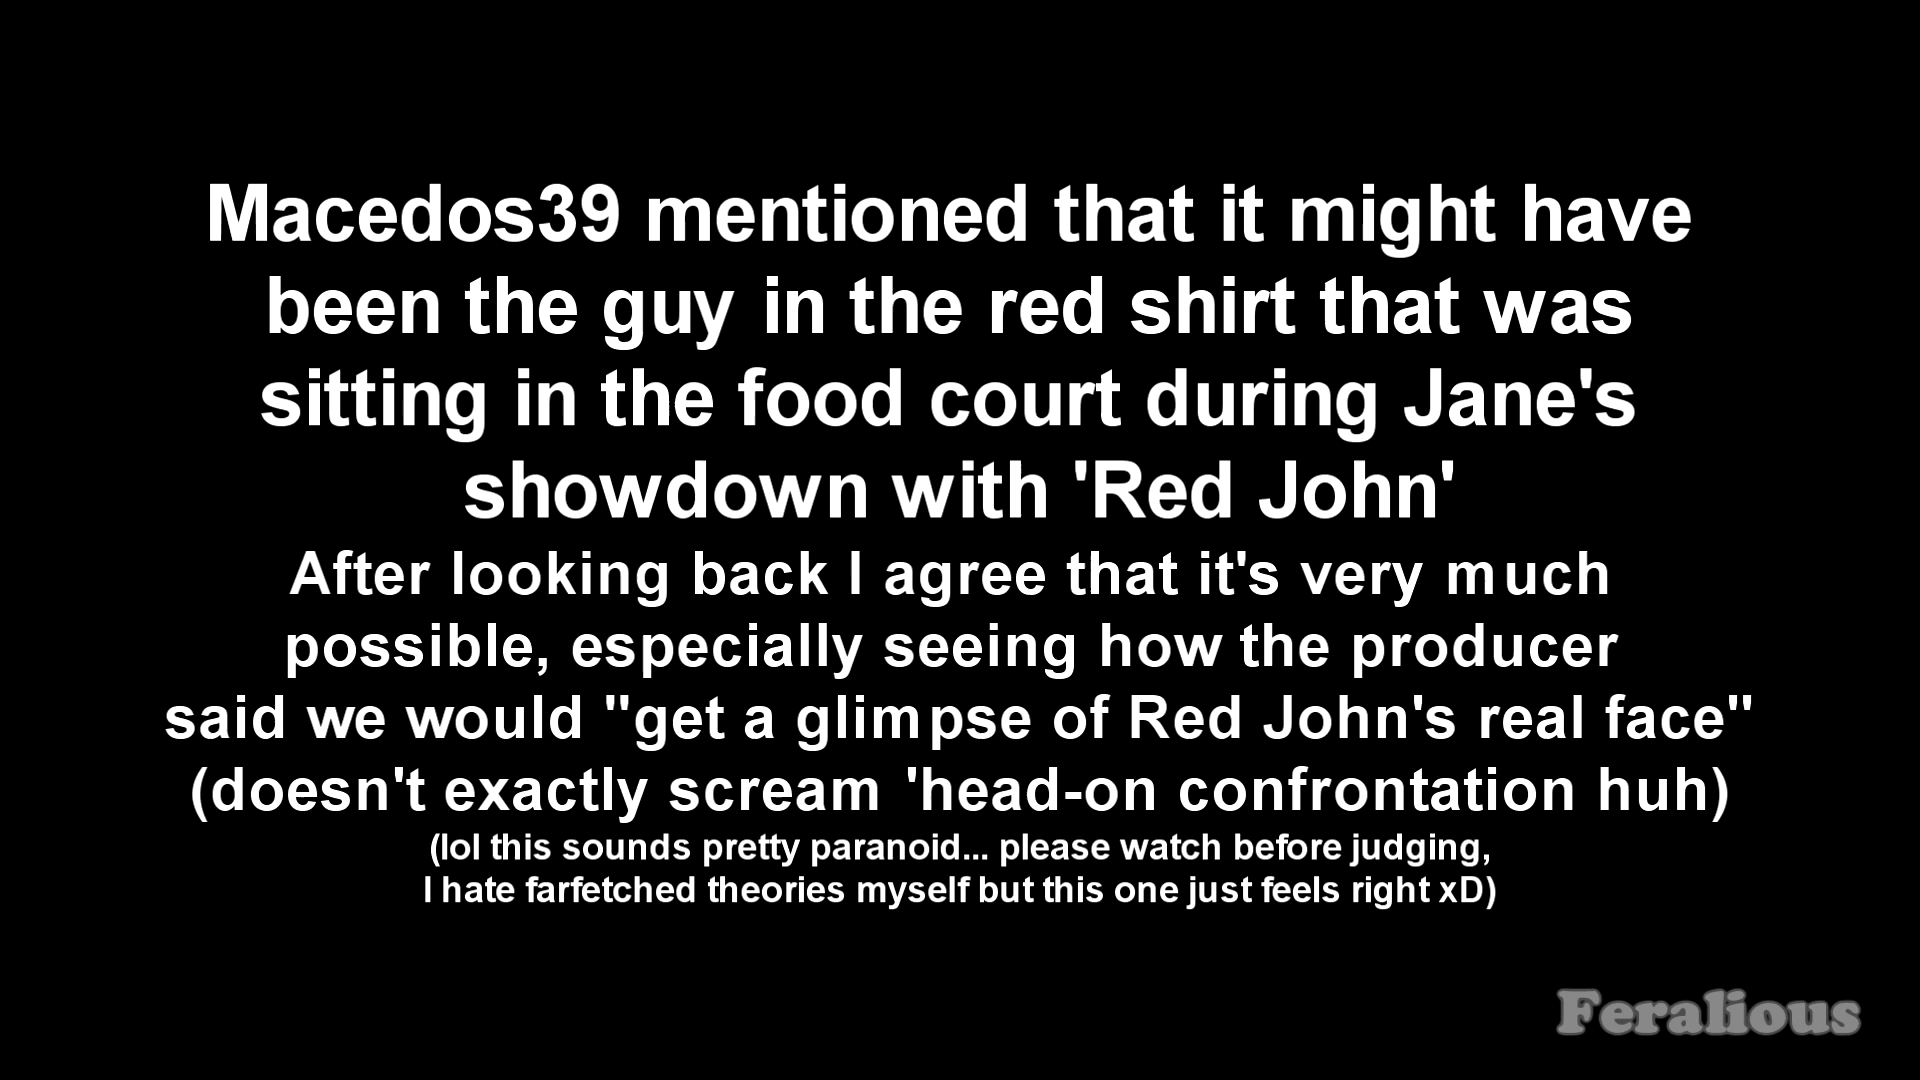 Macedos39 mentioned that it might have
been the guy in the red shirt that was
sitting in the food court during Jane's
showdown with 'Red John'
After looking back I agree that it's very much
possible, especially seeing how the producer
said we would "get a glimpse of Red John's real face"
(doesn't exactly scream 'head-on confrontation huh)
(lol this sounds pretty paranoid... please watch before judging,
I hate farfetched theories myself but this one just feels right xD)
Feralious